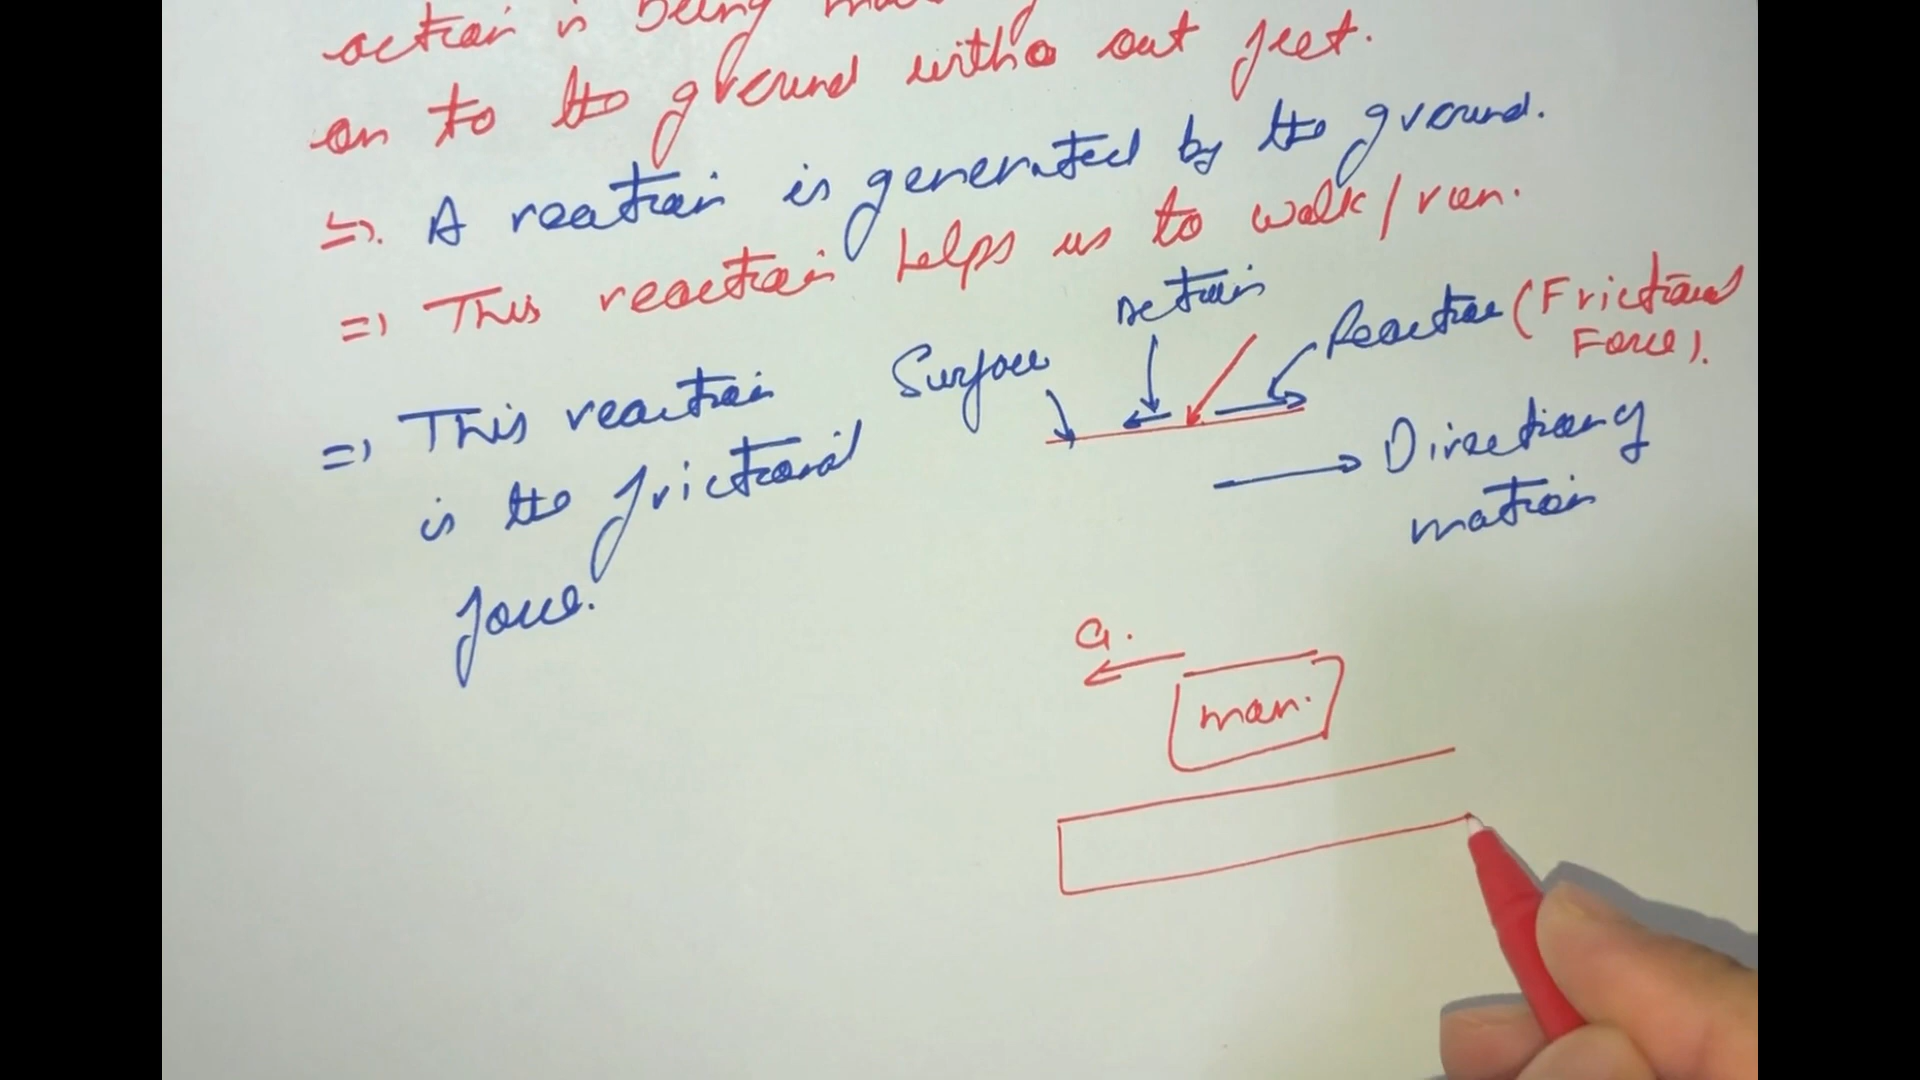 action is being
on to the ground with out feet.
=>. A reation is generated by the ground.
=> This reaction helps us to walk/run.
Action
Surface
Reaction (Frictional
Force).
=> This reaction
is the frictional
force.
Direction of
motion
a.
man.